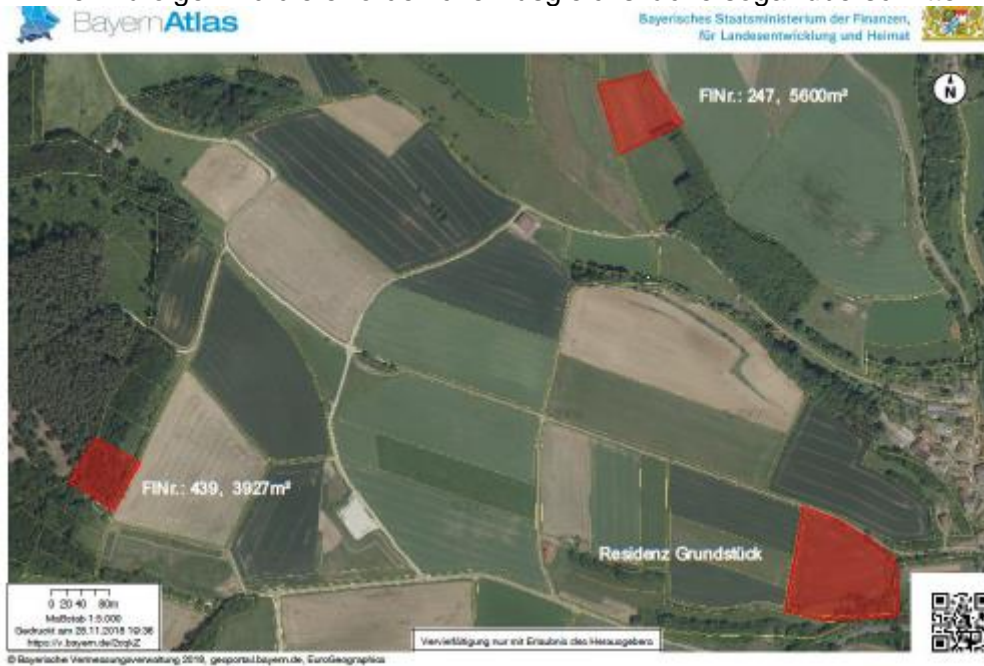 BayernAtlas
Bayerisches Staatsministerium der Finanzen,
für Landesentwicklung und Heimat
N
FlNr.: 247, 5600m²
FlNr.: 439, 3927m²
Residenz Grundstück
0 20 40 80m
Maßstab 1:5.000
Gedruckt am 28.11.2018 19:36
Vervielfältigung nur mit Erlaubnis des Herausgebers
© Bayerische Vermessungsverwaltung 2018, geoportal.bayern.de, EuroGeographics